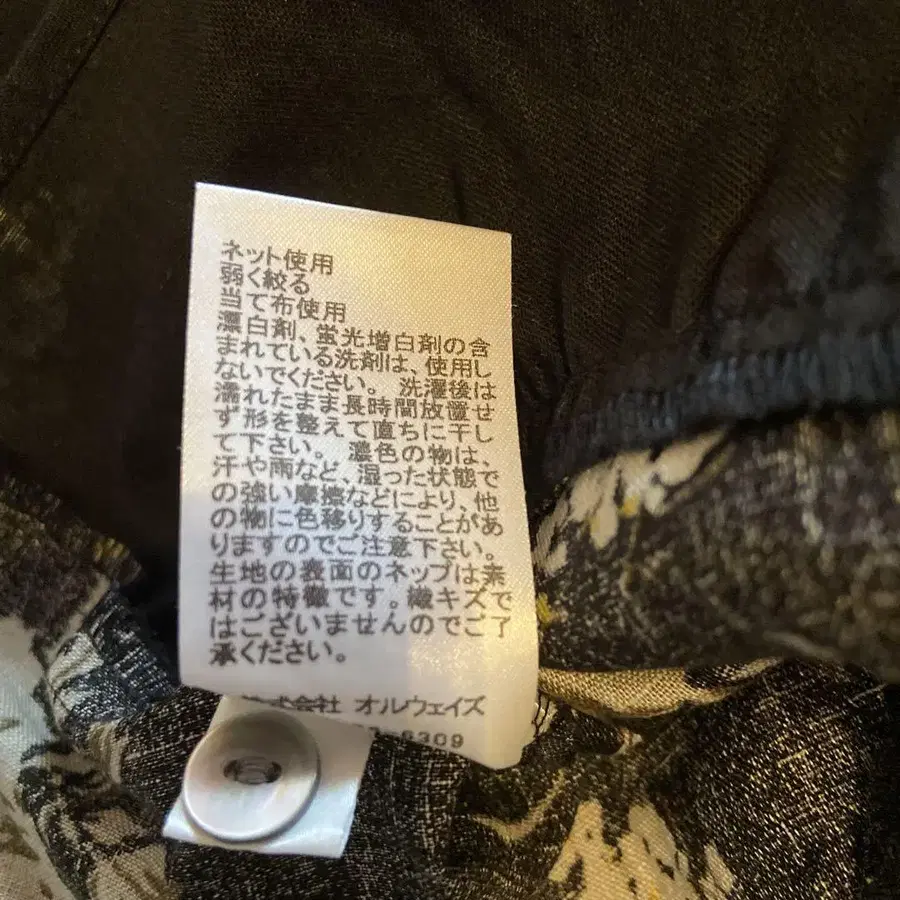 ネット使用
弱く絞る
当て布使用
漂白剤、蛍光増白剤の含
まれている洗剤は、使用し
ないでください。 洗濯後は
濡れたまま長時間放置せ
ず形を整えて直ちに干し
て下さい。 濃色の物は、
汗や雨など、湿った状態で
の強い摩擦などにより、他
の物に色移りすることがあ
りますのでご注意下さい。
生地の表面のネップは素
材の特徴です。織キズで
はございませんのでご了
承ください。
株式会社 オルウェイズ
6309